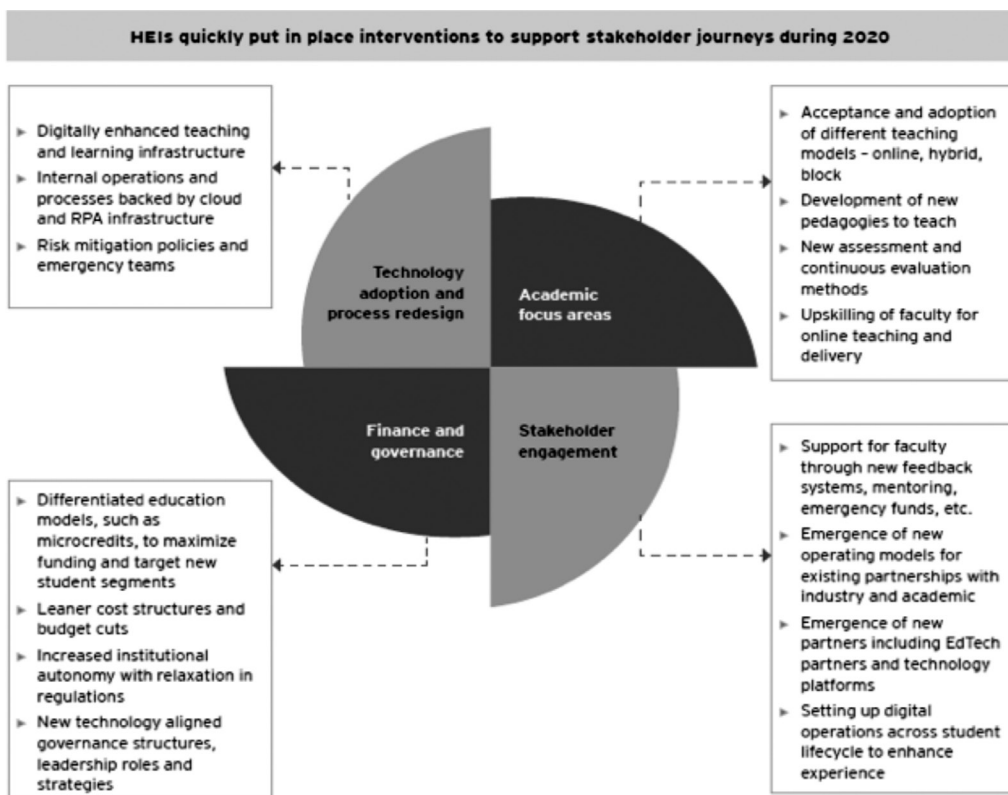 HEIs quickly put in place interventions to support stakeholder journeys during 2020
▸ Digitally enhanced teaching
and learning infrastructure
▸ Internal operations and
processes backed by cloud
and RPA infrastructure
▸ Risk mitigation policies and
emergency teams
Technology
adoption and
process redesign
Academic
focus areas
▸ Acceptance and adoption
of different teaching
models – online, hybrid,
block
▸ Development of new
pedagogies to teach
▸ New assessment and
continuous evaluation
methods
▸ Upskilling of faculty for
online teaching and
delivery
Finance and
governance
Stakeholder
engagement
▸ Differentiated education
models, such as
microcredits, to maximize
funding and target new
student segments
▸ Leaner cost structures and
budget cuts
▸ Increased institutional
autonomy with relaxation in
regulations
▸ New technology aligned
governance structures,
leadership roles and
strategies
▸ Support for faculty
through new feedback
systems, mentoring,
emergency funds, etc.
▸ Emergence of new
operating models for
existing partnerships with
industry and academic
▸ Emergence of new
partners including EdTech
partners and technology
platforms
▸ Setting up digital
operations across student
lifecycle to enhance
experience